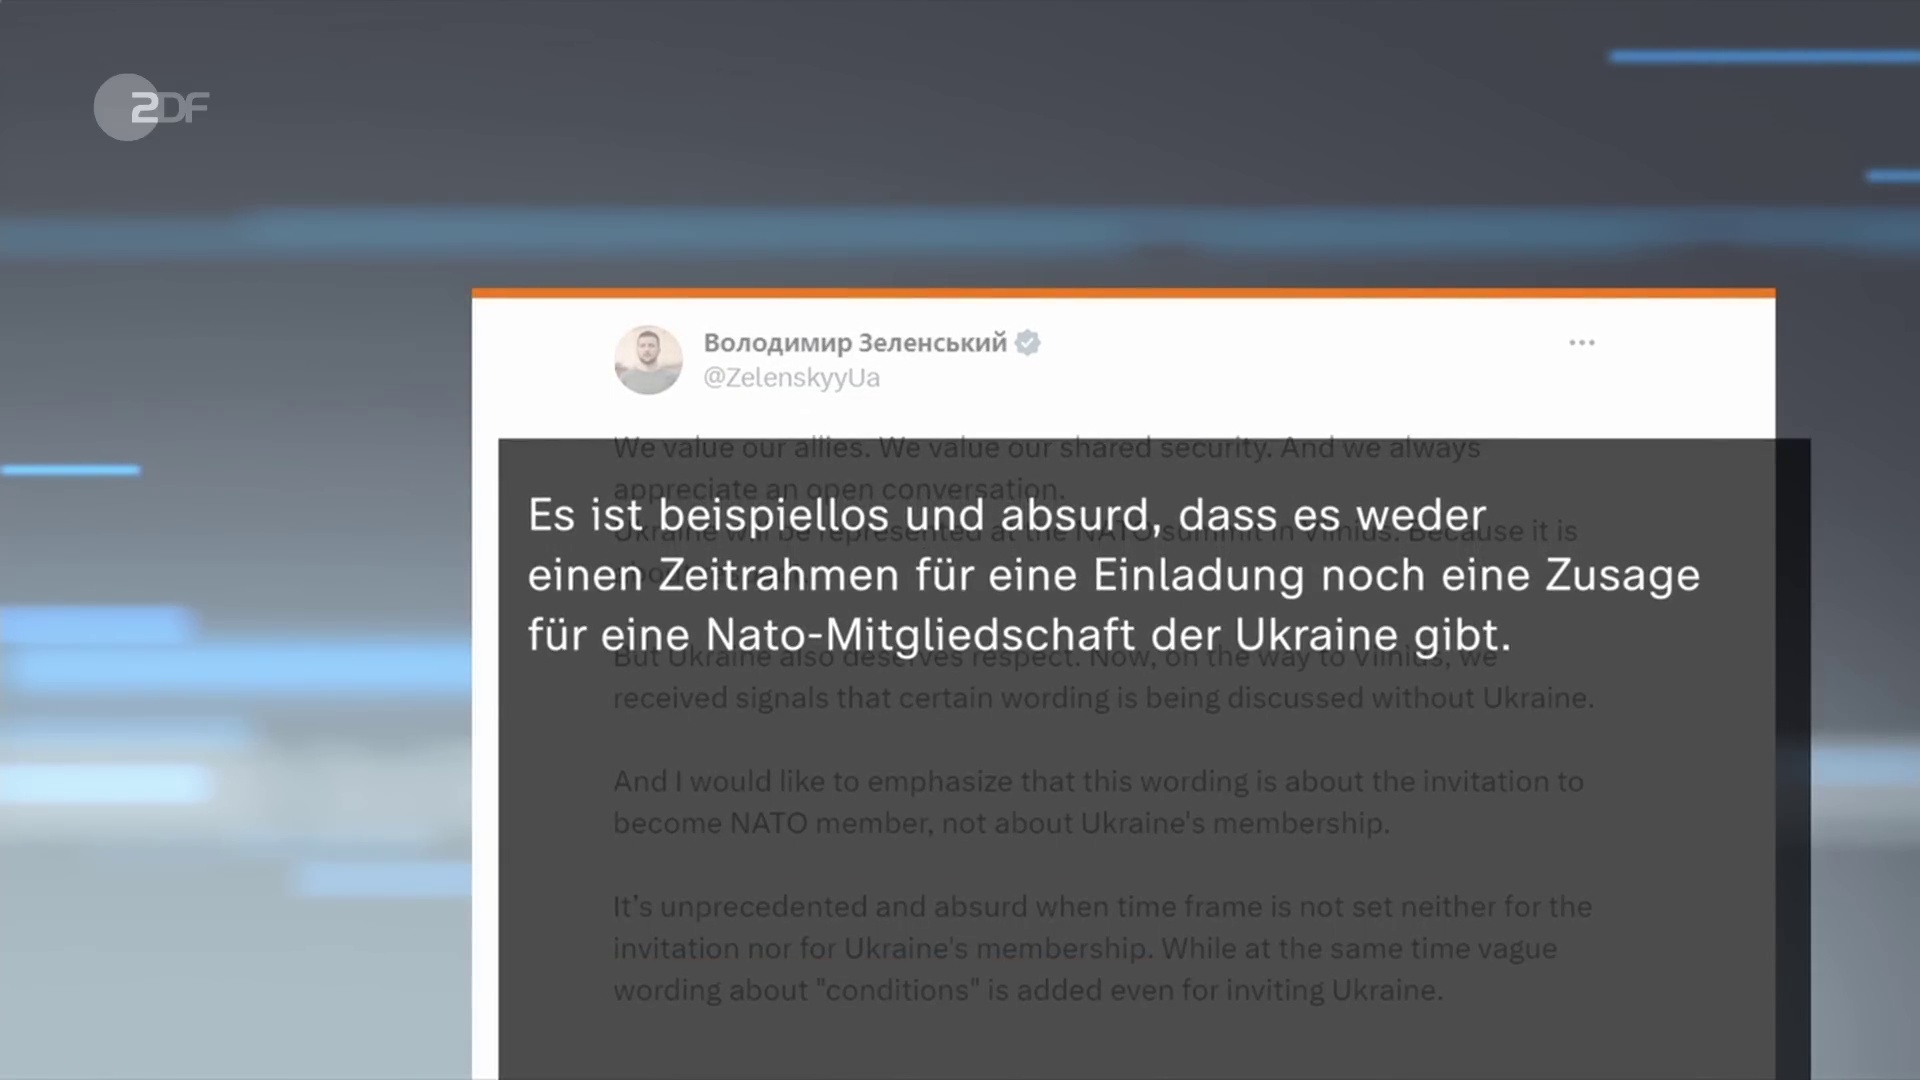 ZDF
Володимир Зеленський
@ZelenskyyUa
We value our allies. We value our shared security. And we always
appreciate an open conversation.
Ukraine will be represented at the NATO summit in Vilnius. Because it is
Es ist beispiellos und absurd, dass es weder
einen Zeitrahmen für eine Einladung noch eine Zusage
für eine Nato-Mitgliedschaft der Ukraine gibt.
But Ukraine also deserves respect. Now, on the way to Vilnius, we
received signals that certain wording is being discussed without Ukraine.
And I would like to emphasize that this wording is about the invitation to
become NATO member, not about Ukraine's membership.
It’s unprecedented and absurd when time frame is not set neither for the
invitation nor for Ukraine's membership. While at the same time vague
wording about "conditions" is added even for inviting Ukraine.